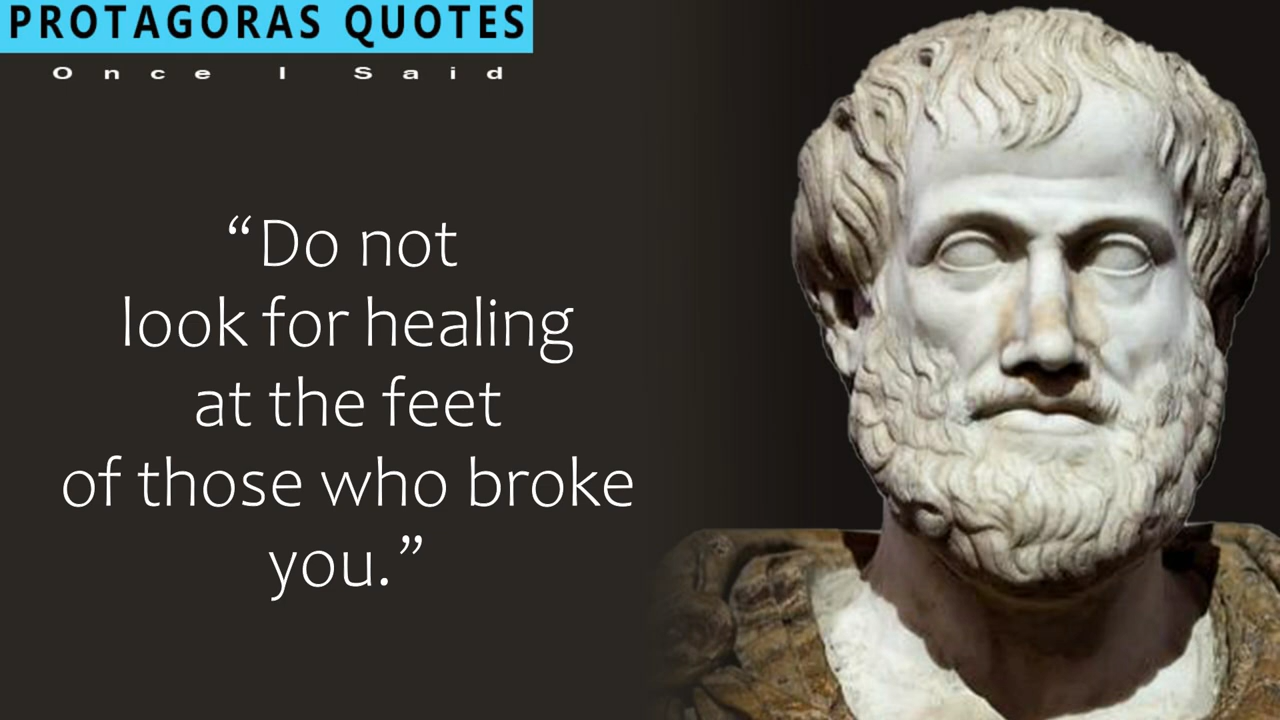 PROTAGORAS QUOTES
Once I Said
“Do not
look for healing
at the feet
of those who broke
you.”